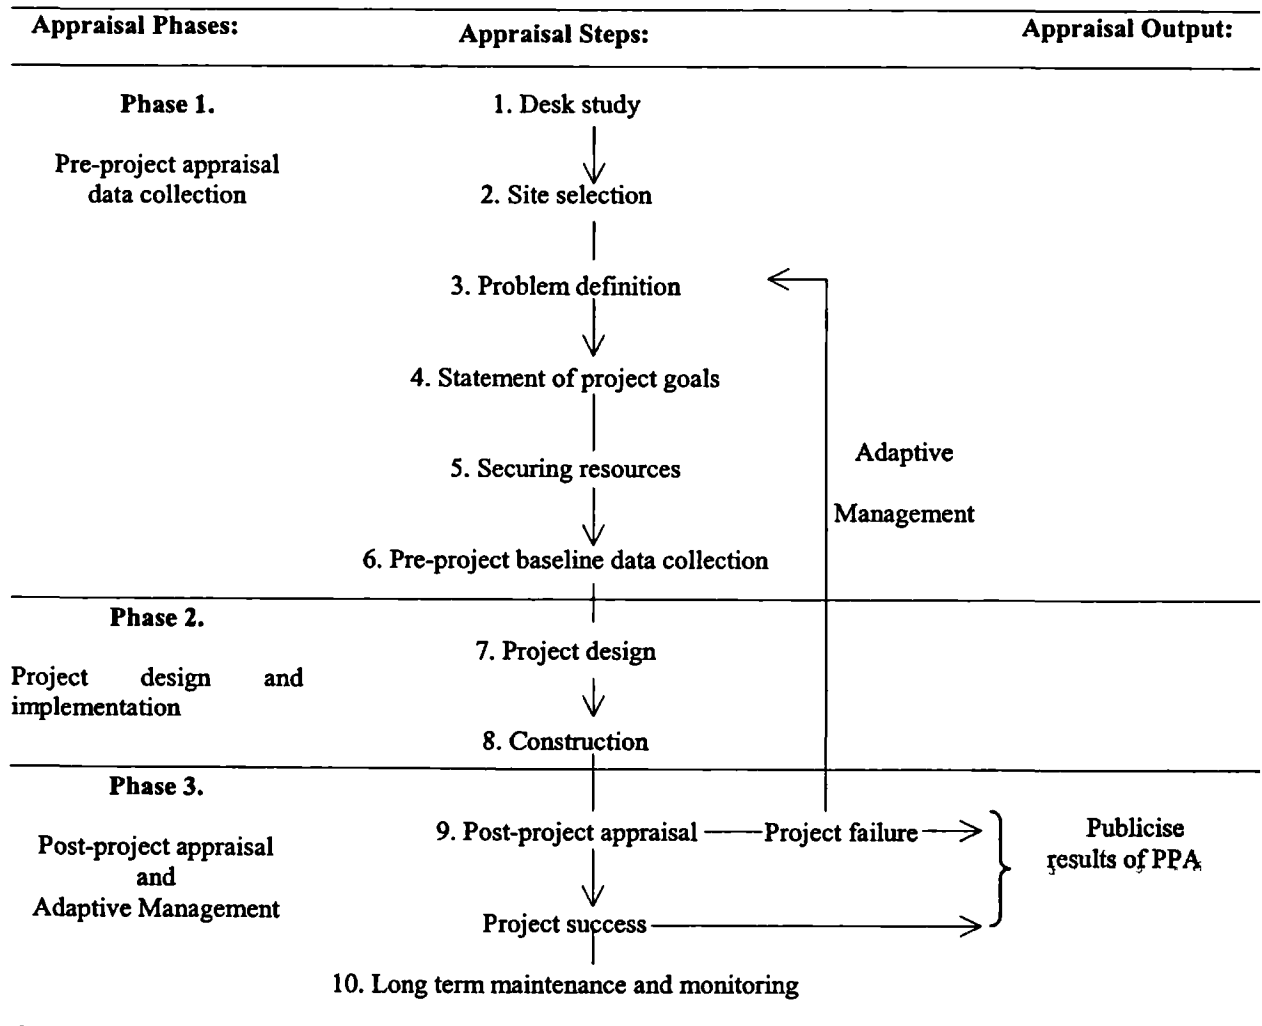 Appraisal Phases:
Appraisal Steps:
Appraisal Output:
Phase 1.
Pre-project appraisal
data collection
1. Desk study
2. Site selection
3. Problem definition
4. Statement of project goals
5. Securing resources
6. Pre-project baseline data collection
Adaptive
Management
Phase 2.
Project design and
implementation
7. Project design
8. Construction
Phase 3.
Post-project appraisal
and
Adaptive Management
9. Post-project appraisal
Project failure
Project success
10. Long term maintenance and monitoring
Publicise
results of PPA